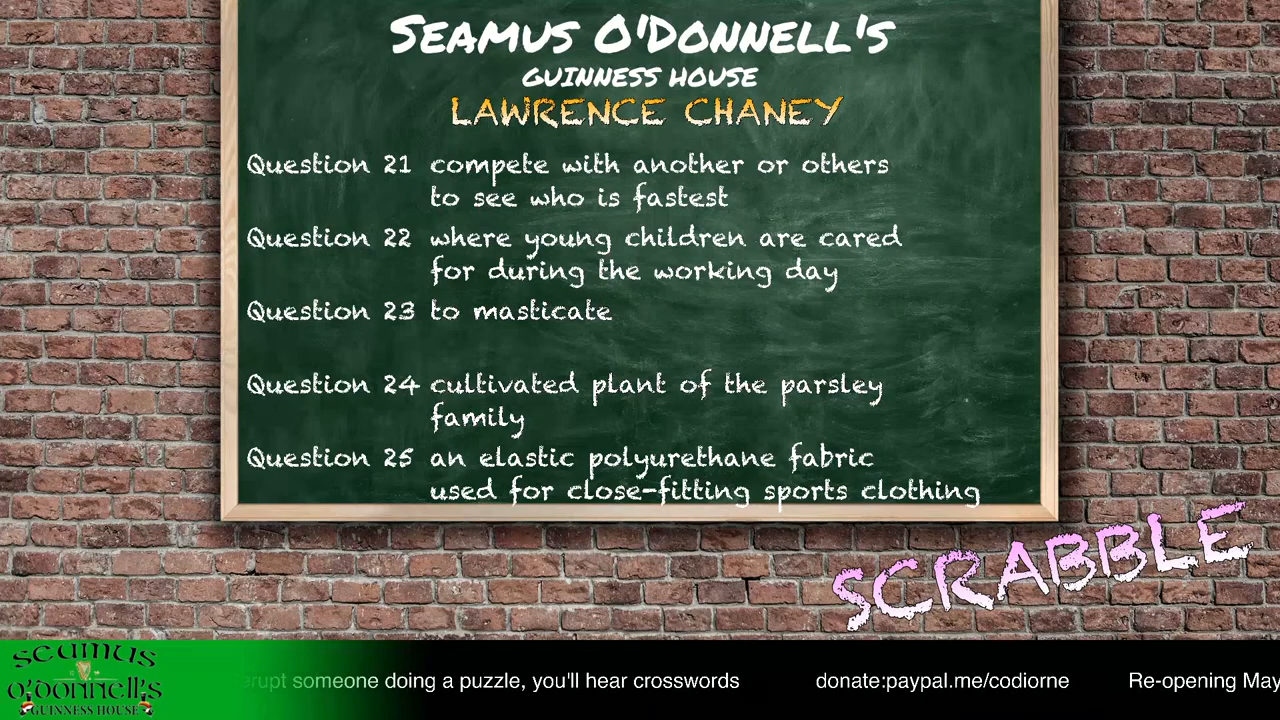 SEAMUS O'DONNELL'S
GUINNESS HOUSE
LAWRENCE CHANEY
Question 21 compete with another or others
to see who is fastest
Question 22 where young children are cared
for during the working day
Question 23 to masticate
Question 24 cultivated plant of the parsley
family
Question 25 an elastic polyurethane fabric
used for close-fitting sports clothing
SCRABBLE
seamus
o'donnell's
GUINNESS HOUSE
someone doing a puzzle, you'll hear crosswords donate:paypal.me/codiorne Re-opening May